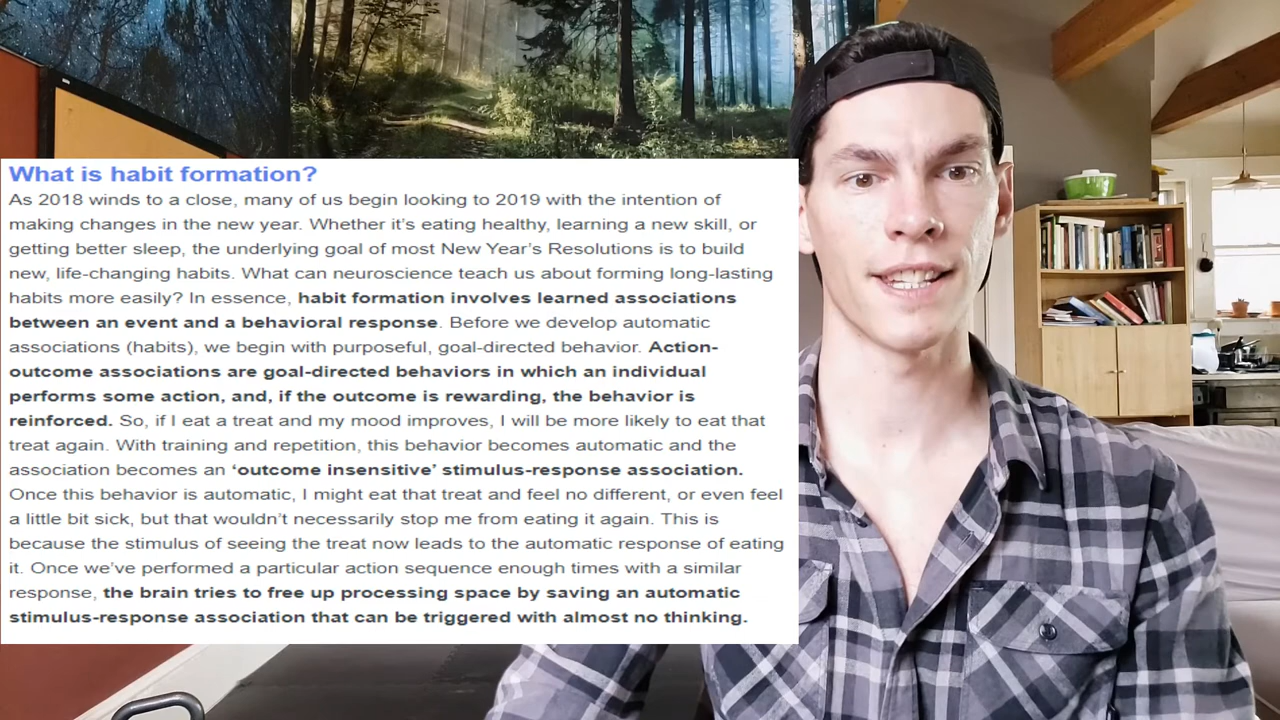 What is habit formation?
As 2018 winds to a close, many of us begin looking to 2019 with the intention of
making changes in the new year. Whether it's eating healthy, learning a new skill, or
getting better sleep, the underlying goal of most New Year's Resolutions is to build
new, life-changing habits. What can neuroscience teach us about forming long-lasting
habits more easily? In essence, habit formation involves learned associations
between an event and a behavioral response. Before we develop automatic
associations (habits), we begin with purposeful, goal-directed behavior. Action-
outcome associations are goal-directed behaviors in which an individual
performs some action, and, if the outcome is rewarding, the behavior is
reinforced. So, if I eat a treat and my mood improves, I will be more likely to eat that
treat again. With training and repetition, this behavior becomes automatic and the
association becomes an ‘outcome insensitive’ stimulus-response association.
Once this behavior is automatic, I might eat that treat and feel no different, or even feel
a little bit sick, but that wouldn't necessarily stop me from eating it again. This is
because the stimulus of seeing the treat now leads to the automatic response of eating
it. Once we've performed a particular action sequence enough times with a similar
response, the brain tries to free up processing space by saving an automatic
stimulus-response association that can be triggered with almost no thinking.